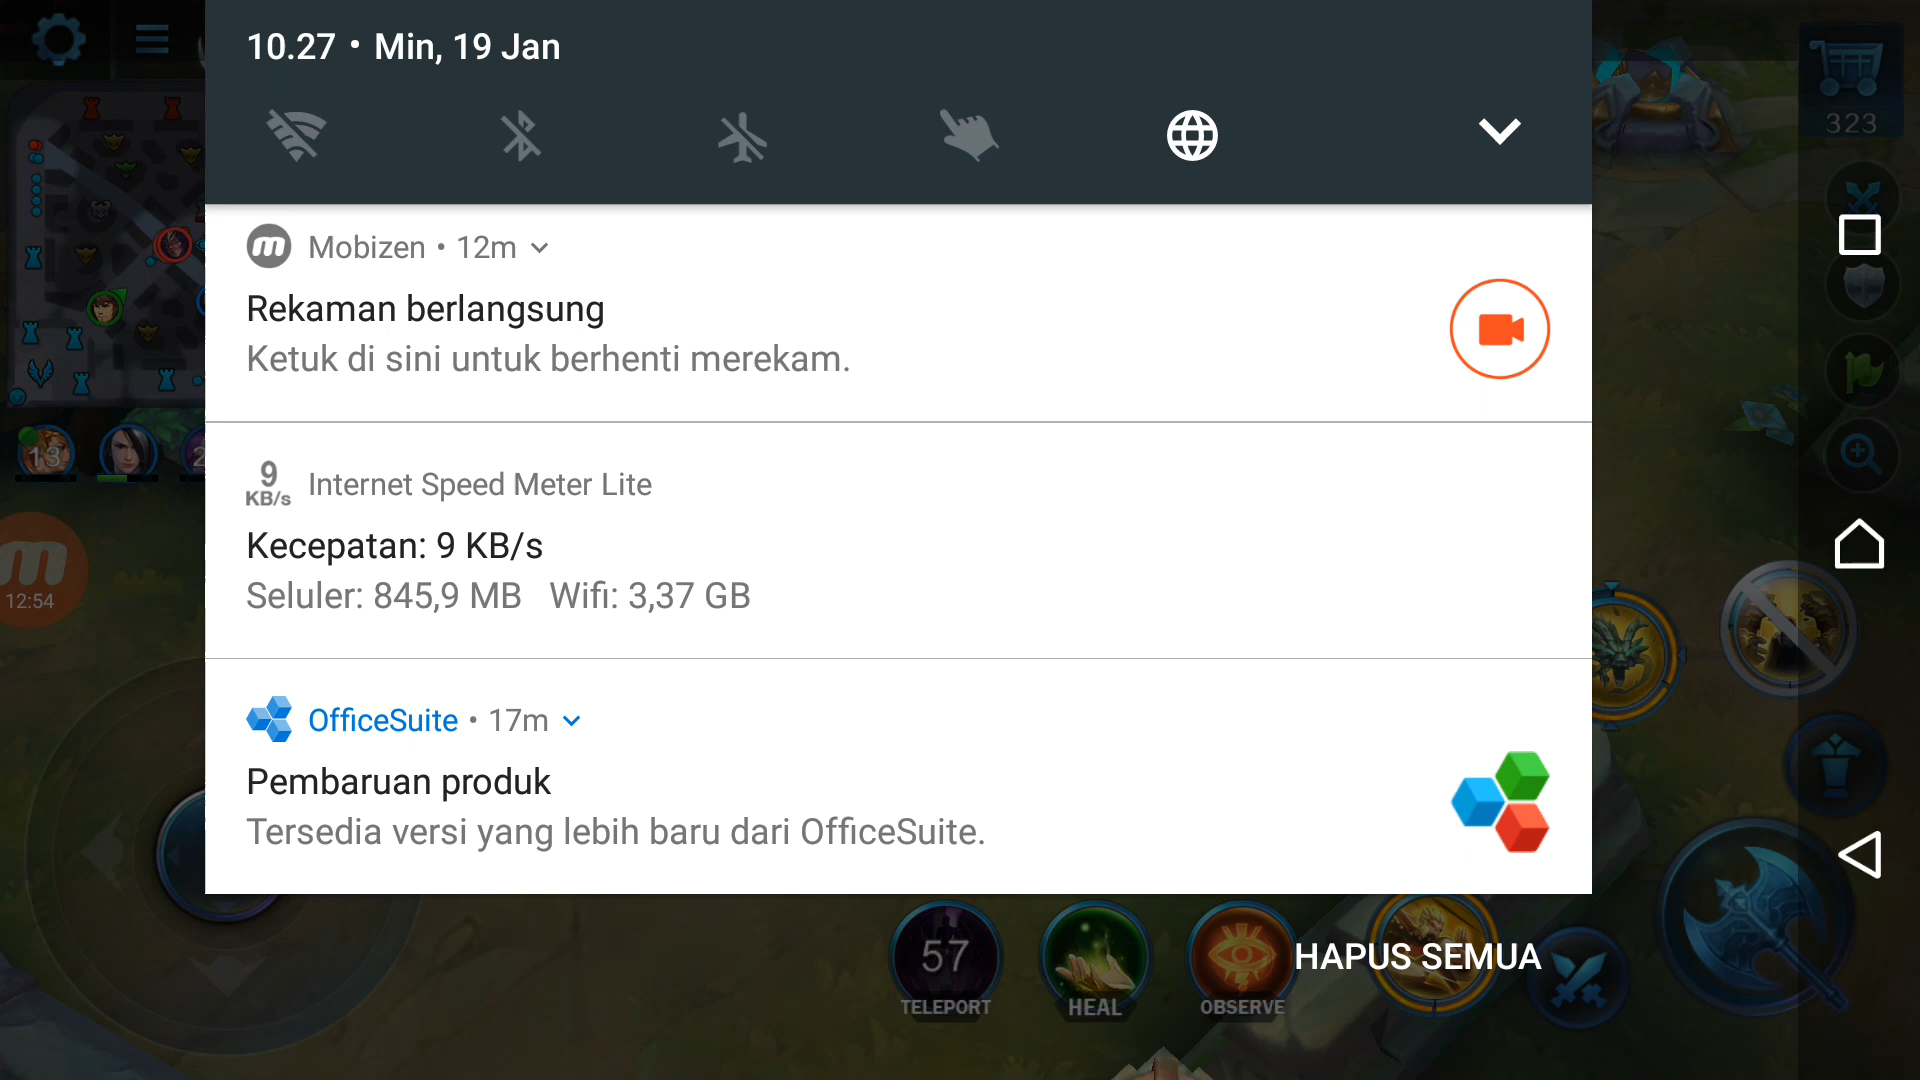 10.27 • Min, 19 Jan
323
Mobizen • 12m
Rekaman berlangsung
Ketuk di sini untuk berhenti merekam.
13
2
9
KB/s
Internet Speed Meter Lite
Kecepatan: 9 KB/s
Seluler: 845,9 MB Wifi: 3,37 GB
m
12:54
OfficeSuite • 17m
Pembaruan produk
Tersedia versi yang lebih baru dari OfficeSuite.
57
TELEPORT
HEAL
OBSERVE
HAPUS SEMUA